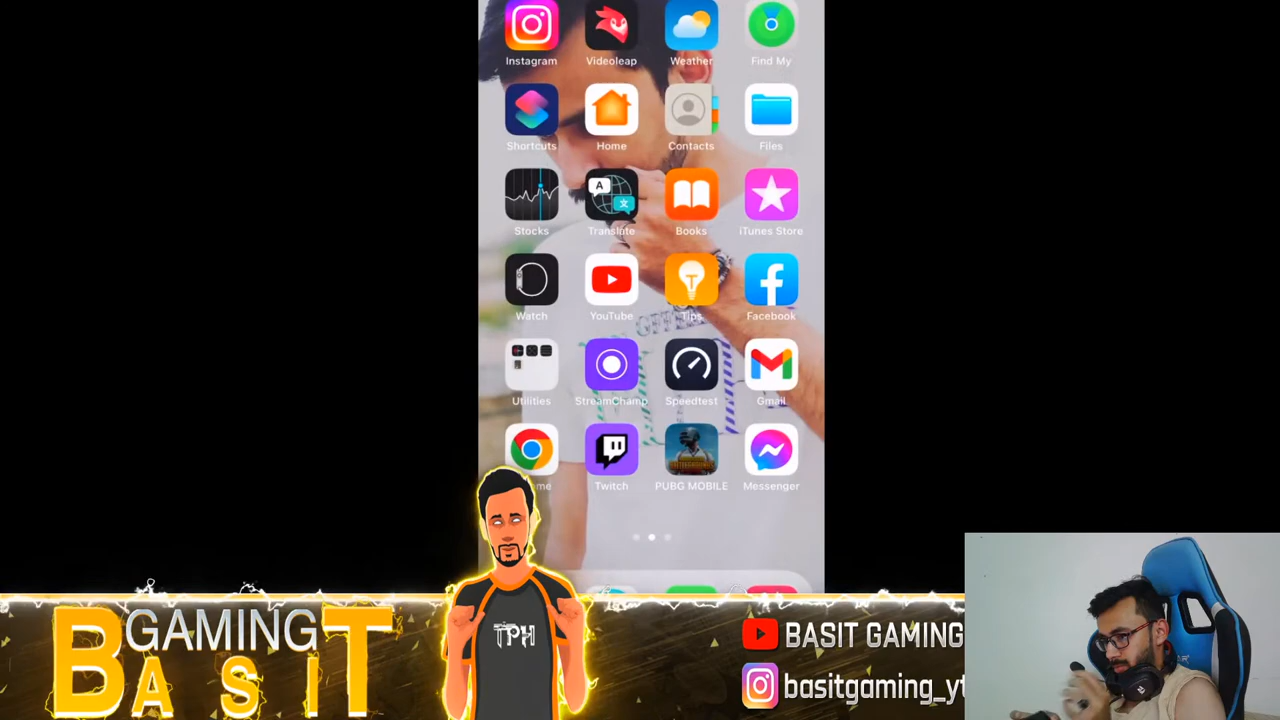 Instagram Videoleap Weather Find My
Shortcuts Home Contacts Files
Stocks Translate Books iTunes Store
Watch YouTube Tips Facebook
Utilities StreamChamp Speedtest Gmail
Twitch PUBG MOBILE Messenger
GAMING
BASIT
TPH
BASIT GAMING
basitgaming_yt